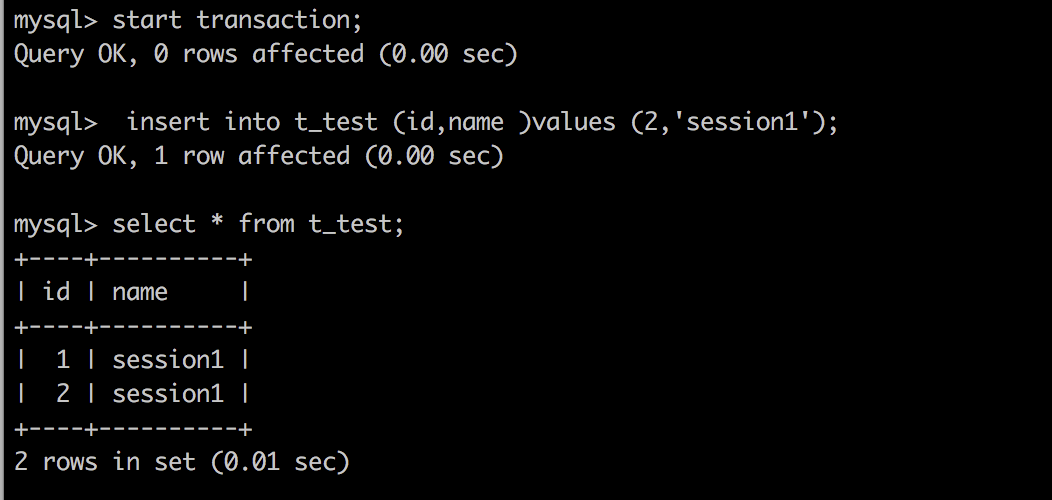 mysql> start transaction;
Query OK, 0 rows affected (0.00 sec)
mysql>  insert into t_test (id,name )values (2,'session1');
Query OK, 1 row affected (0.00 sec)
mysql> select * from t_test;
+----+----------+
| id | name     |
+----+----------+
|  1 | session1 |
|  2 | session1 |
+----+----------+
2 rows in set (0.01 sec)